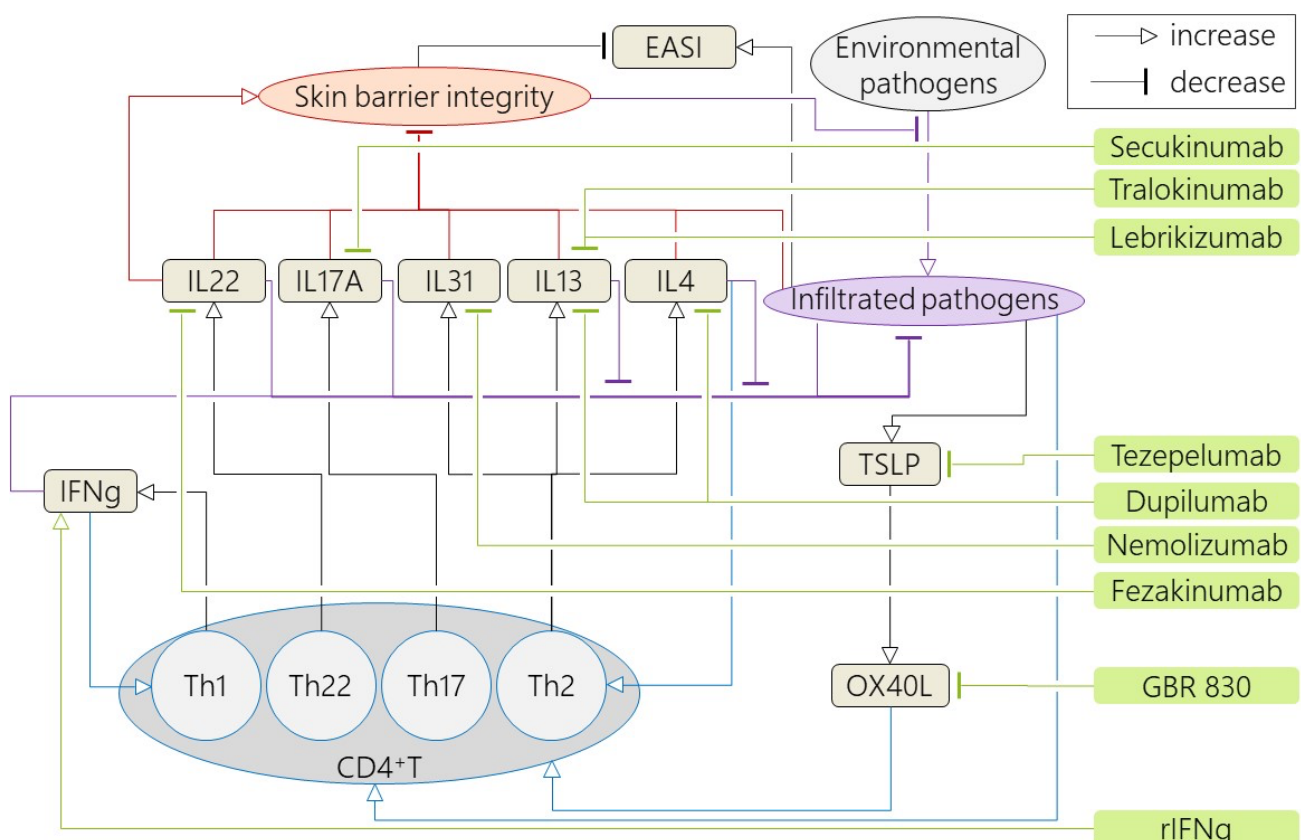 EASI
Environmental
pathogens
increase
decrease
Skin barrier integrity
Secukinumab
Tralokinumab
Lebrikizumab
IL22
IL17A
IL31
IL13
IL4
Infiltrated pathogens
TSLP
Tezepelumab
IFNg
Dupilumab
Nemolizumab
Fezakinumab
Th1
Th22
Th17
Th2
OX40L
GBR 830
CD4⁺T
rIFNg